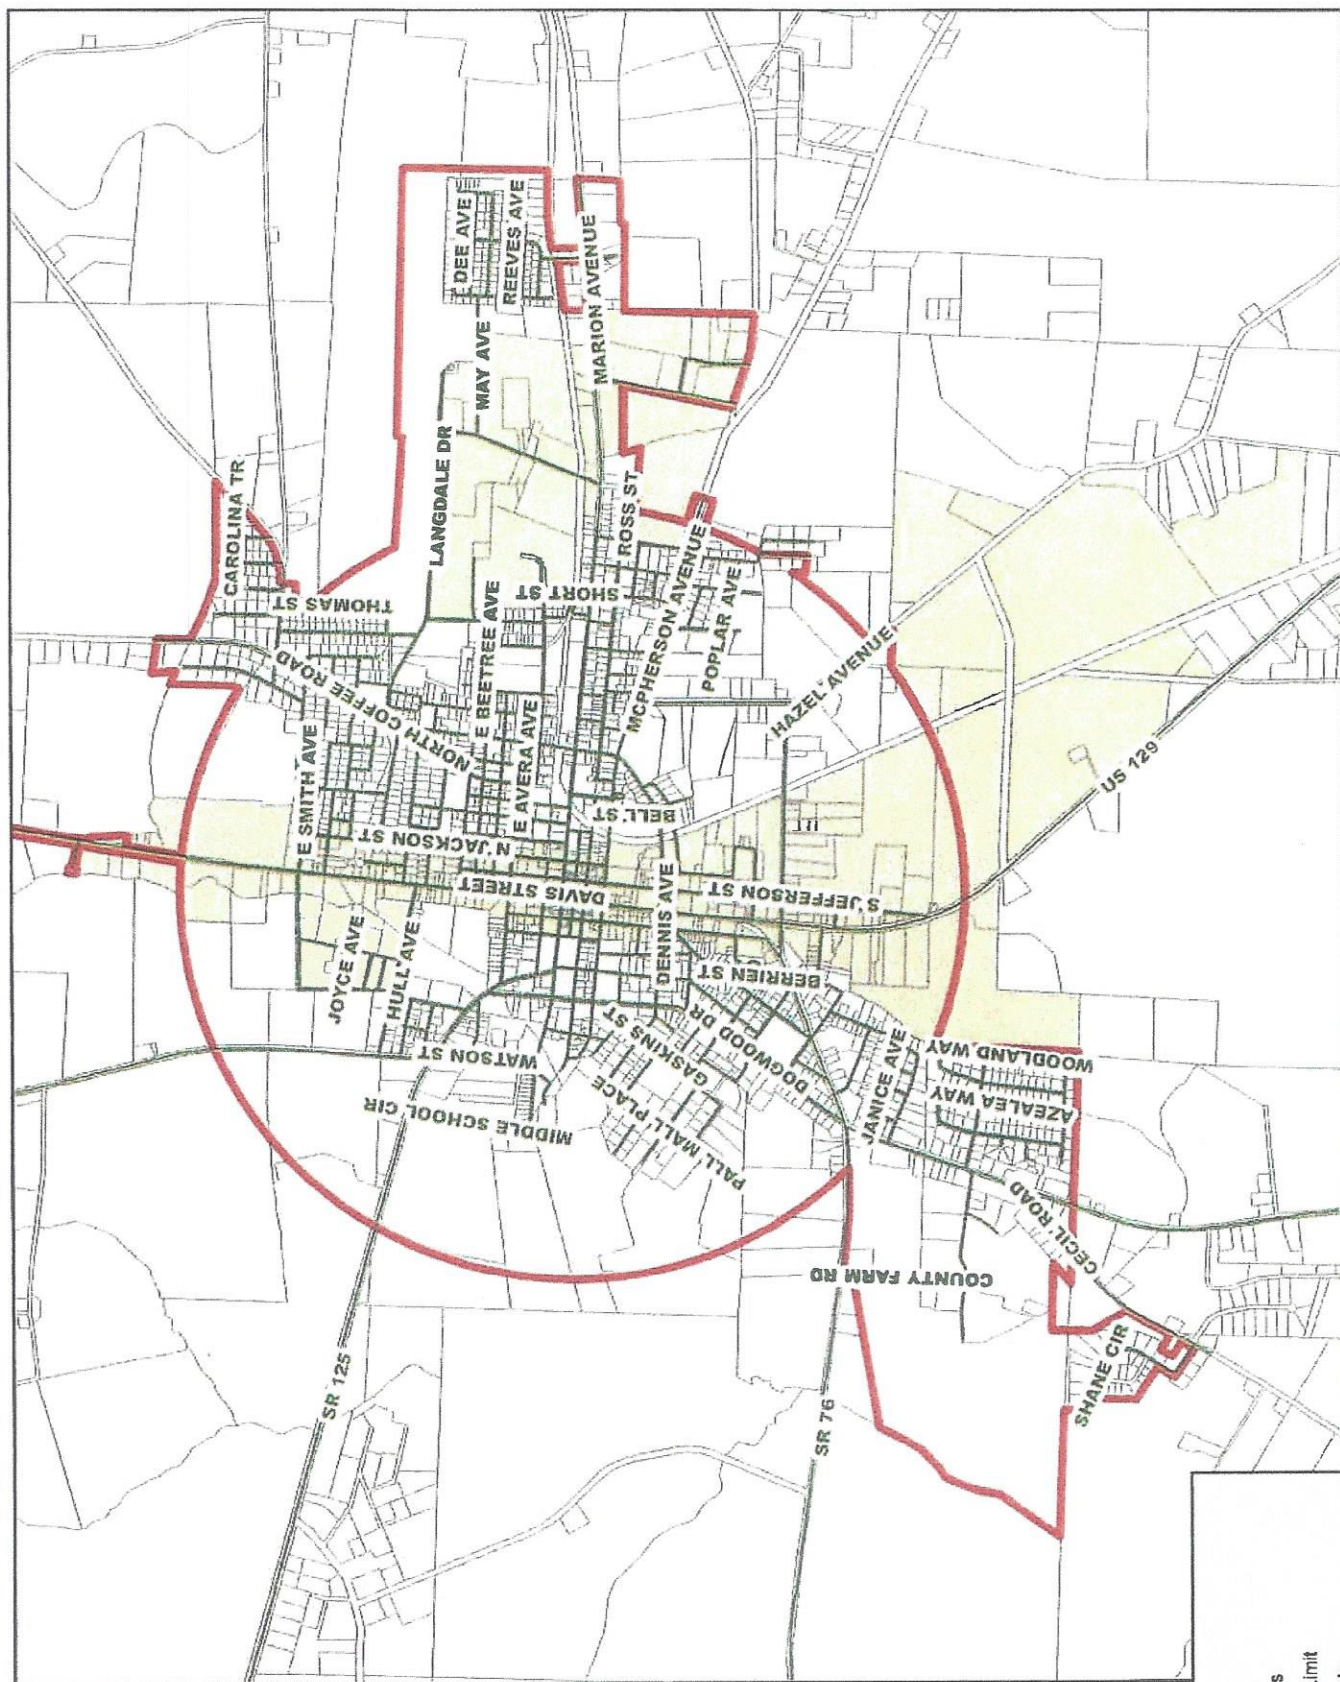 DEE AVE
REEVES AVE
MARION AVENUE
MAY AVE
LANGDALE DR
CAROLINA TR
THOMAS ST
NORTH COFFEE ROAD
E BEETREE AVE
SHORT ST
ROSS ST
MCPHERSON AVENUE
POPLAR AVE
HAZEL AVENUE
US 129
E SMITH AVE
E AVERA AVE
BELL ST
N JACKSON ST
DAVIS STREET
S JEFFERSON ST
DENNIS AVE
JOYCE AVE
HULL AVE
BERRIEN ST
WATSON ST
GASKINS ST
DOGWOOD DR
MIDDLE SCHOOL CIR
PALL MALL PLACE
JANICE AVE
WOODLAND WAY
AZEALEA WAY
CECIL ROAD
COUNTY FARM RD
SHANE CIR
SR 125
SR 76
s
imit